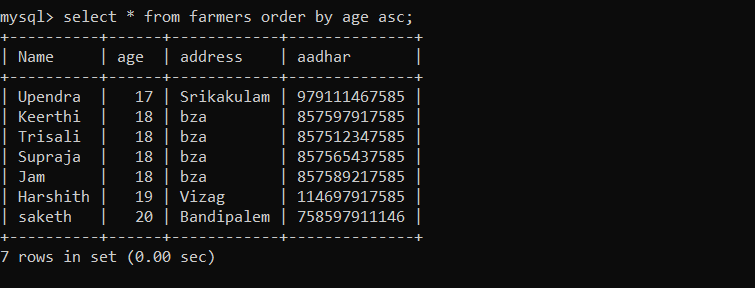 mysql> select * from farmers order by age asc;
+----------+------+------------+--------------+
| Name     | age  | address    | aadhar       |
+----------+------+------------+--------------+
| Upendra  |   17 | Srikakulam | 979111467585 |
| Keerthi  |   18 | bza        | 857597917585 |
| Trisali  |   18 | bza        | 857512347585 |
| Supraja  |   18 | bza        | 857565437585 |
| Jam      |   18 | bza        | 857589217585 |
| Harshith |   19 | Vizag      | 114697917585 |
| saketh   |   20 | Bandipalem | 758597911146 |
+----------+------+------------+--------------+
7 rows in set (0.00 sec)